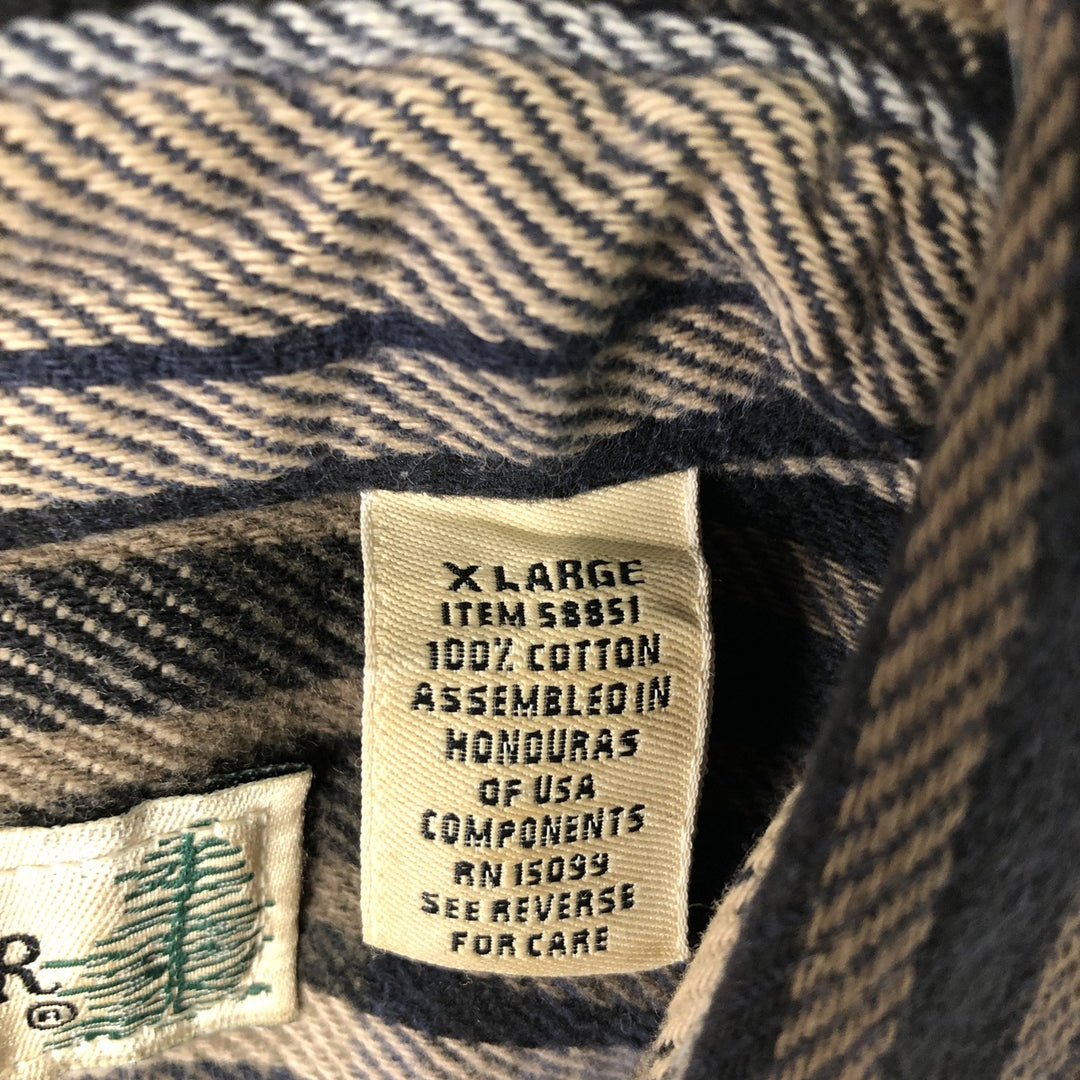 X LARGE
ITEM 58851
100% COTTON
ASSEMBLED IN
HONDURAS
OF USA
COMPONENTS
RN 15099
SEE REVERSE
FOR CARE
R®